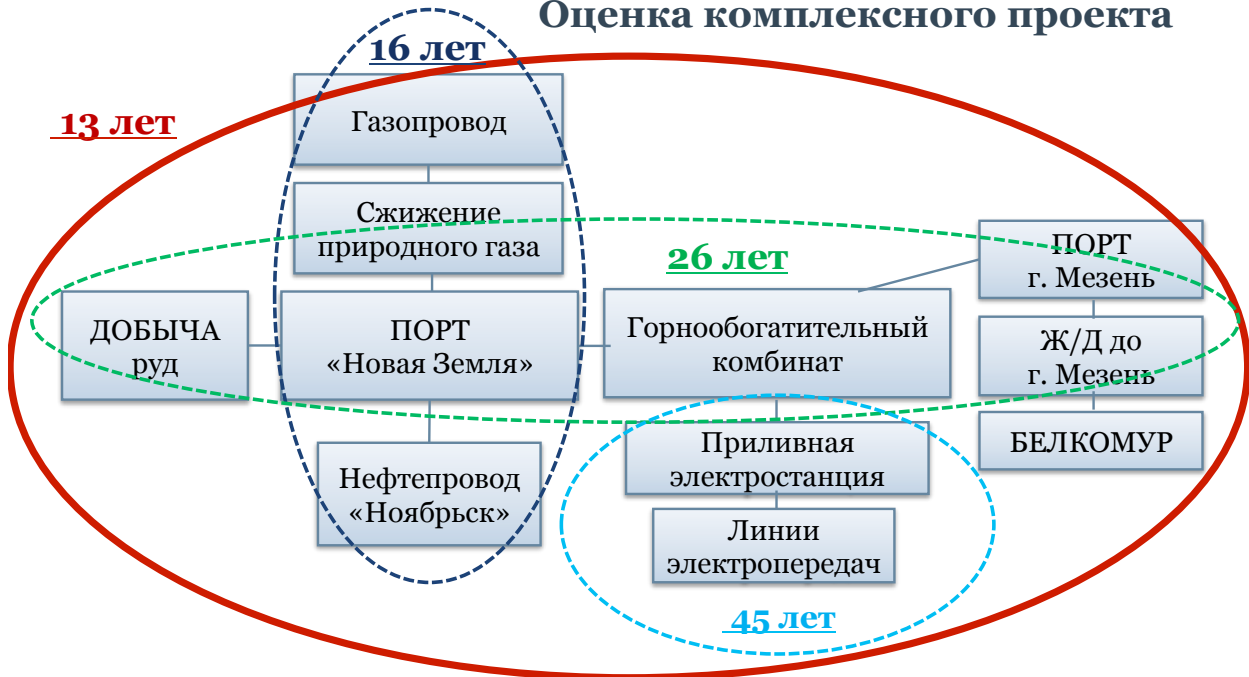 Оценка комплексного проекта
16 лет
13 лет
Газопровод
Сжижение
природного газа
26 лет
ПОРТ
г. Мезень
ДОБЫЧА
руд
ПОРТ
«Новая Земля»
Горнообогатительный
комбинат
Ж/Д до
г. Мезень
БЕЛКОМУР
Нефтепровод
«Ноябрьск»
Приливная
электростанция
Линии
электропередач
45 лет